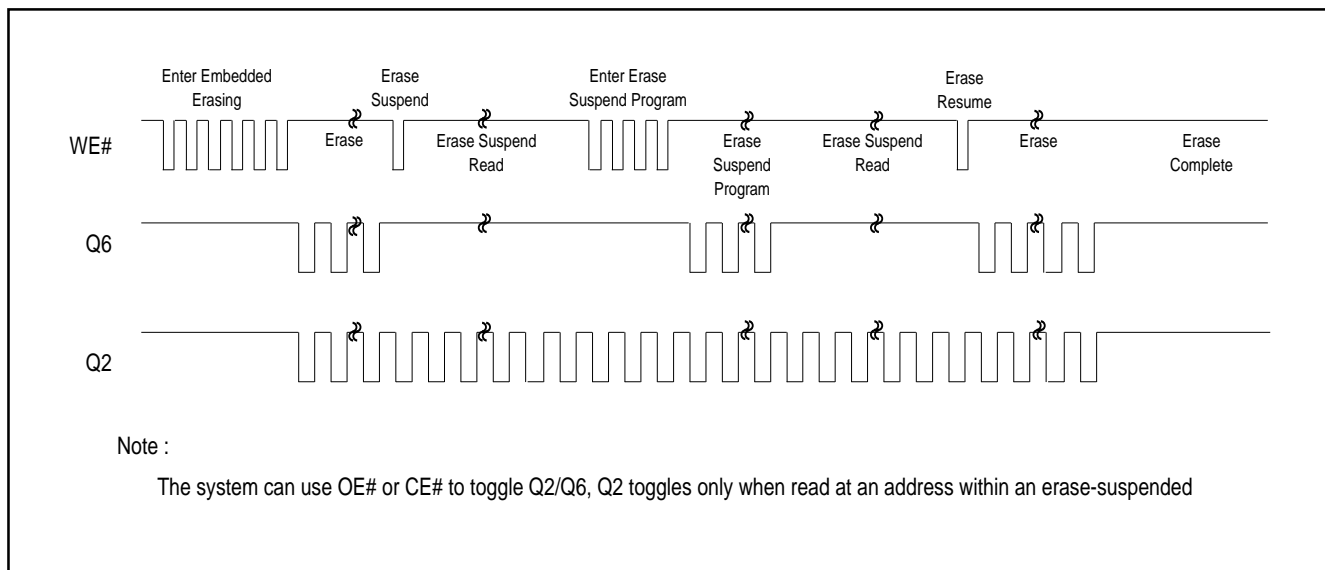 Enter Embedded
Erasing
Erase
Suspend
Enter Erase
Suspend Program
Erase
Resume
WE#
Erase
Erase Suspend
Read
Erase
Suspend
Program
Erase Suspend
Read
Erase
Erase
Complete
Q6
Q2
Note :
The system can use OE# or CE# to toggle Q2/Q6, Q2 toggles only when read at an address within an erase-suspended